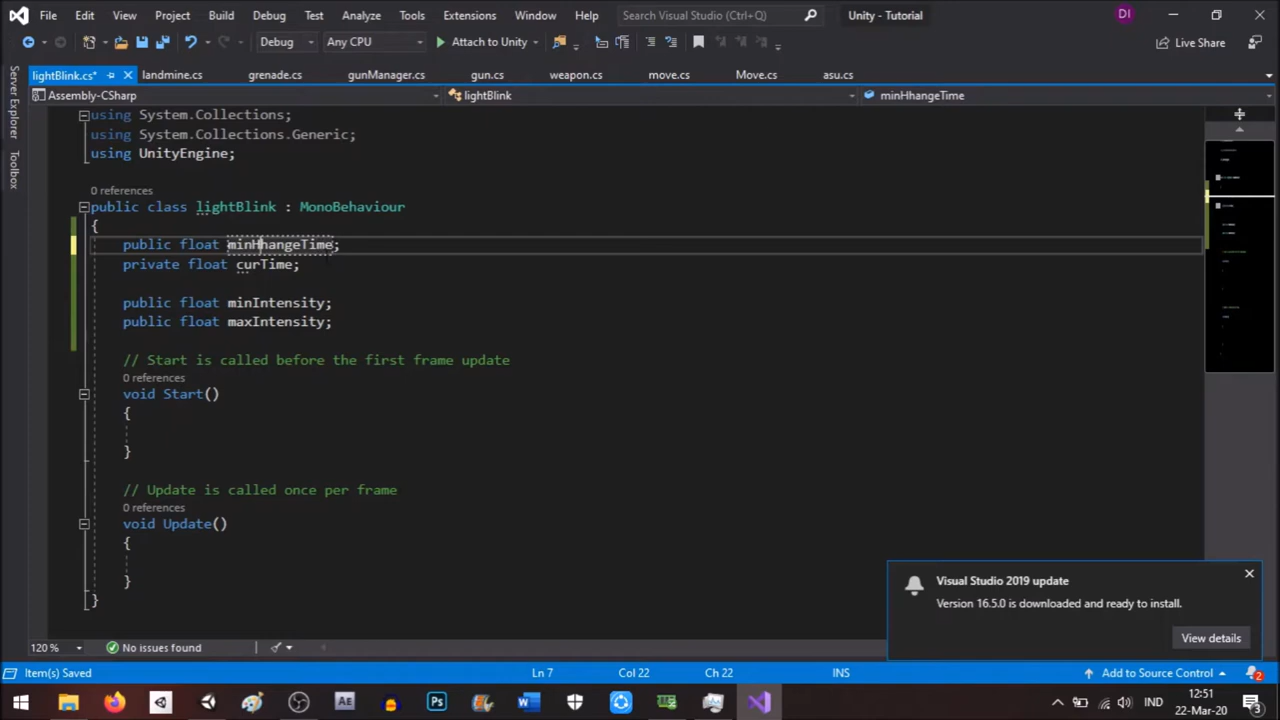 File Edit View Project Build Debug Test Analyze Tools Extensions Window Help Search Visual Studio (Ctrl+Q) Unity - Tutorial DI
Debug Any CPU Attach to Unity Live Share
lightBlink.cs* landmine.cs grenade.cs gunManager.cs gun.cs weapon.cs move.cs Move.cs asu.cs
Assembly-CSharp lightBlink minHhangeTime
Server Explorer
Toolbox
using System.Collections;
using System.Collections.Generic;
using UnityEngine;
0 references
public class lightBlink : MonoBehaviour
{
public float minHhangeTime;
private float curTime;
public float minIntensity;
public float maxIntensity;
// Start is called before the first frame update
0 references
void Start()
{
}
// Update is called once per frame
0 references
void Update()
{
}
}
Visual Studio 2019 update
Version 16.5.0 is downloaded and ready to install.
View details
120 % No issues found
Item(s) Saved Ln 7 Col 22 Ch 22 INS Add to Source Control 2
Ae Ps W IND 12:51
22-Mar-20 3